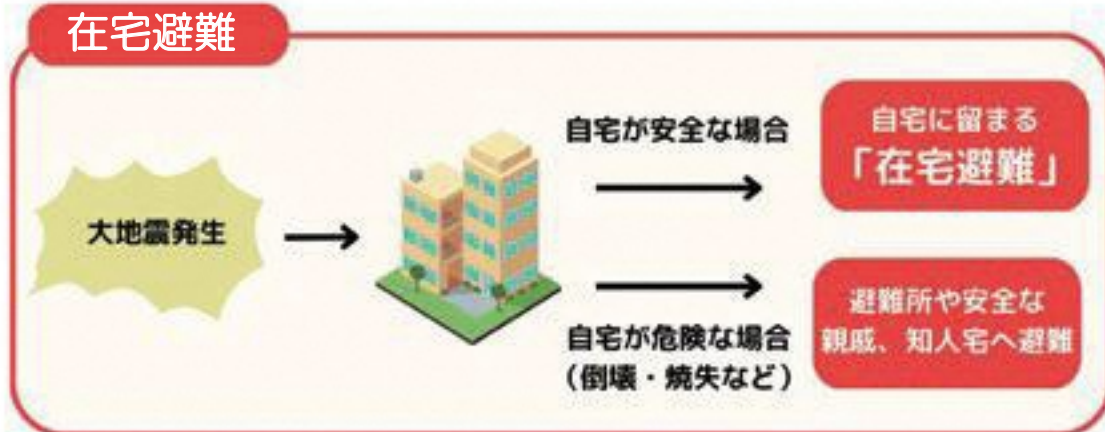 在宅避難
大地震発生
自宅が安全な場合
自宅に留まる
「在宅避難」
自宅が危険な場合
（倒壊・焼失など）
避難所や安全な
親戚、知人宅へ避難